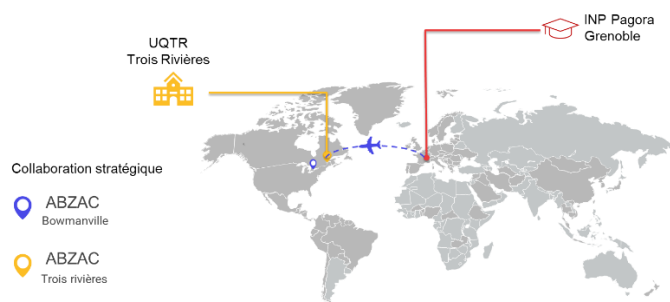 INP Pagora
Grenoble
UQTR
Trois Rivières
Collaboration stratégique
ABZAC
Bowmanville
ABZAC
Trois rivières